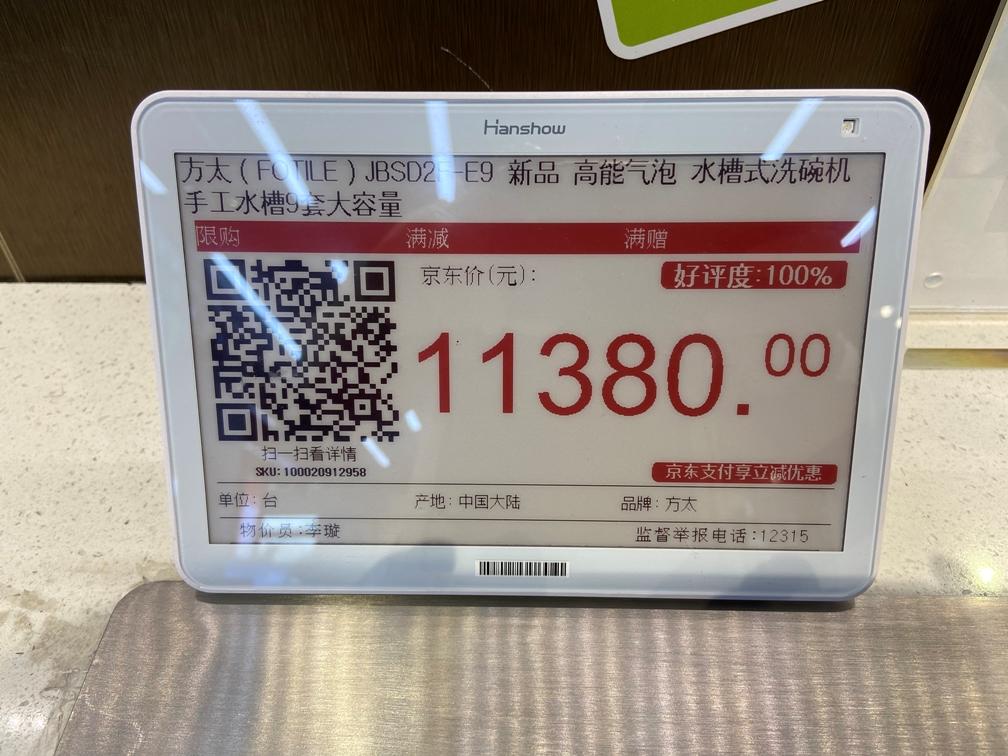 Hanshow
方太(FOTILE)JBSD2F-E9 新品 高能气泡 水槽式洗碗机
手工水槽9套大容量
限购 满减 满赠
京东价(元): 好评度:100%
11380.00
扫一扫看详情
SKU:100020912958
京东支付享立减优惠
单位:台 产地:中国大陆 品牌:方太
物价员:李璇 监督举报电话:12315